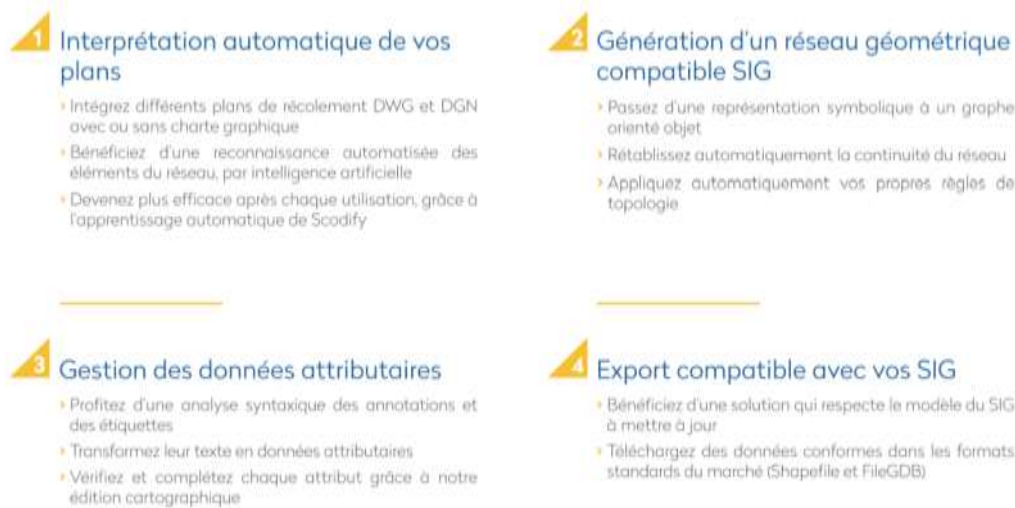 1 Interprétation automatique de vos
plans
Intégrez différents plans de récolement DWG et DGN
avec ou sans charte graphique
Bénéficiez d'une reconnaissance automatisée des
éléments du réseau, par intelligence artificielle
Devenez plus efficace après chaque utilisation, grâce à
l'apprentissage automatique de Scodify
2 Génération d'un réseau géométrique
compatible SIG
Passez d'une représentation symbolique à un graphe
orienté objet
Rétablissez automatiquement la continuité du réseau
Appliquez automatiquement vos propres règles de
topologie
3 Gestion des données attributaires
Profitez d'une analyse syntaxique des annotations et
des étiquettes
Transformez leur texte en données attributaires
Vérifiez et complétez chaque attribut grâce à notre
édition cartographique
4 Export compatible avec vos SIG
Bénéficiez d'une solution qui respecte le modèle du SIG
à mettre à jour
Téléchargez des données conformes dans les formats
standards du marché (Shapefile et FileGDB)